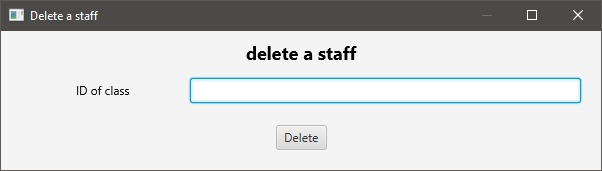 Delete a staff
delete a staff
ID of class
Delete